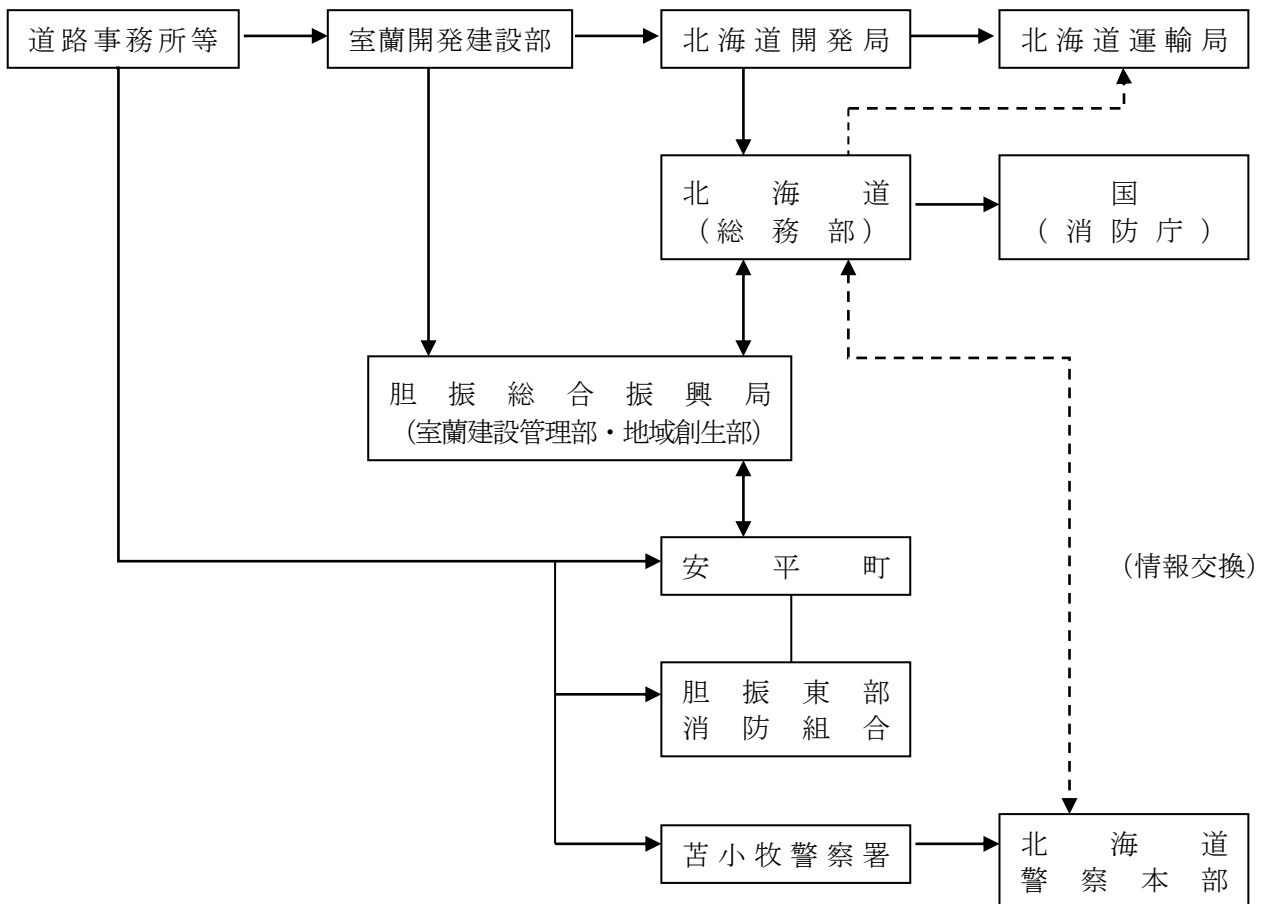 道路事務所等
室蘭開発建設部
北海道開発局
北海道運輸局
北海道
（総務部）
国
（消防庁）
胆振総合振興局
（室蘭建設管理部・地域創生部）
安平町
（情報交換）
胆振東部
消防組合
苫小牧警察署
北海道
警察本部